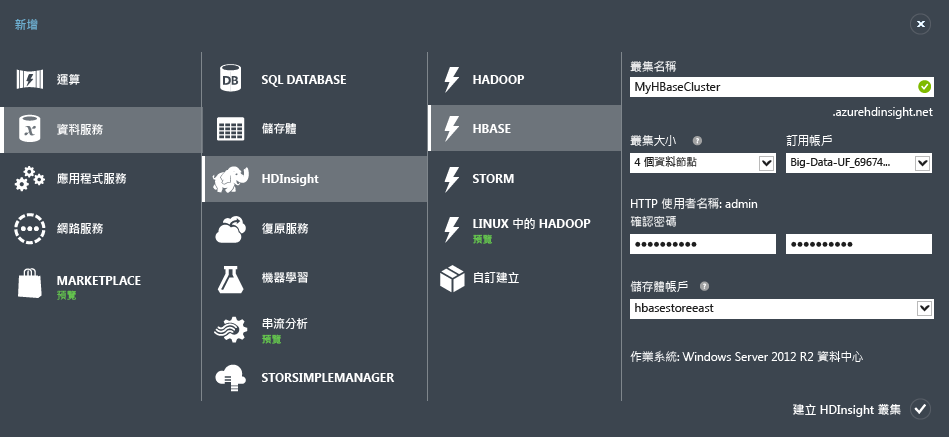 新增
運算
資料服務
應用程式服務
網路服務
MARKETPLACE
預覽
DB
SQL DATABASE
儲存體
HDInsight
復原服務
機器學習
串流分析
預覽
STORSIMPLEMANAGER
HADOOP
HBASE
STORM
LINUX 中的 HADOOP
預覽
自訂建立
叢集名稱
MyHBaseCluster
.azurehdinsight.net
叢集大小 ?
訂用帳戶
4 個資料節點
Big-Data-UF_69674...
HTTP 使用者名稱: admin
確認密碼
●●●●●●●●●● ●●●●●●●●●●
儲存體帳戶 ?
hbasestoreeast
作業系統: Windows Server 2012 R2 資料中心
建立 HDInsight 叢集